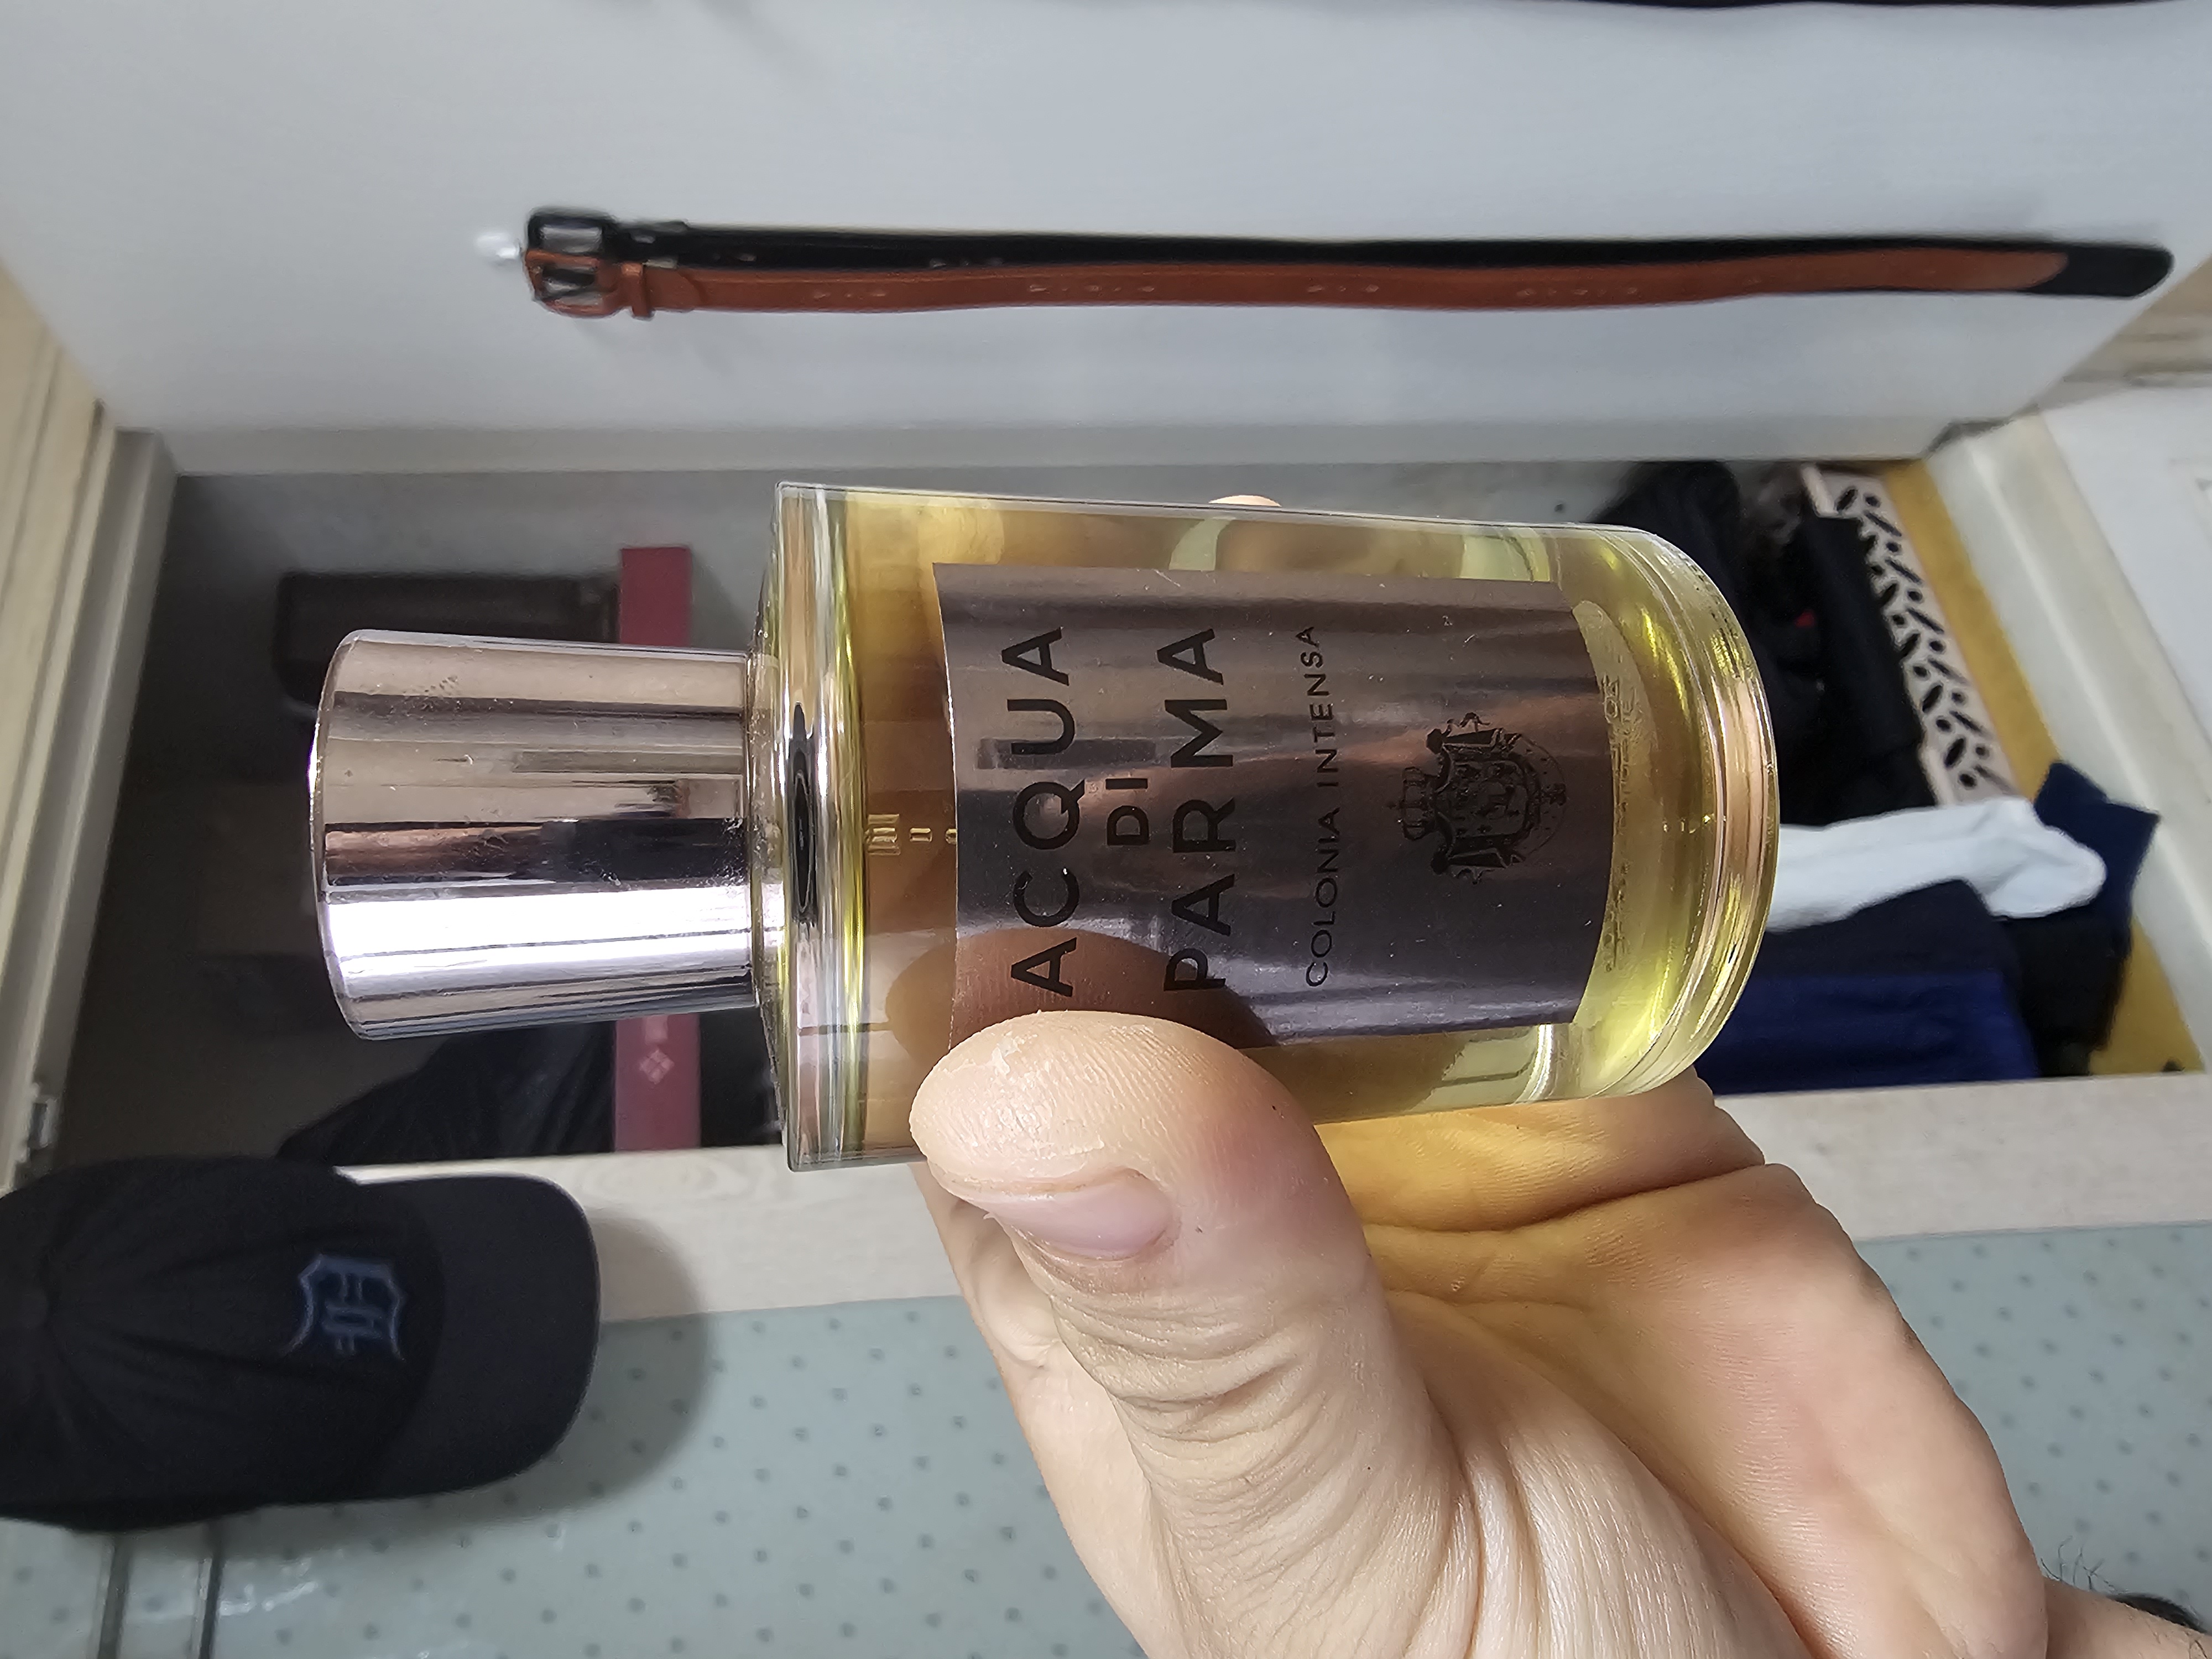 ACQUA
DI
PARMA
COLONIA INTENSA